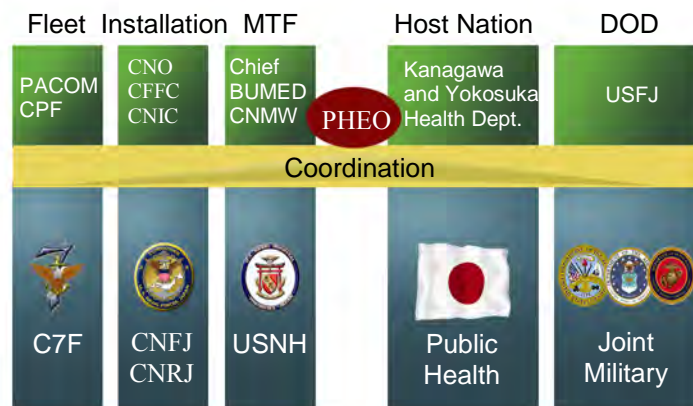 Fleet Installation MTF Host Nation DOD
PACOM
CPF
CNO
CFFC
CNIC
Chief
BUMED
CNMW
PHEO
Kanagawa
and Yokosuka
Health Dept.
USFJ
Coordination
C7F
CNFJ
CNRJ
USNH
Public
Health
Joint
Military